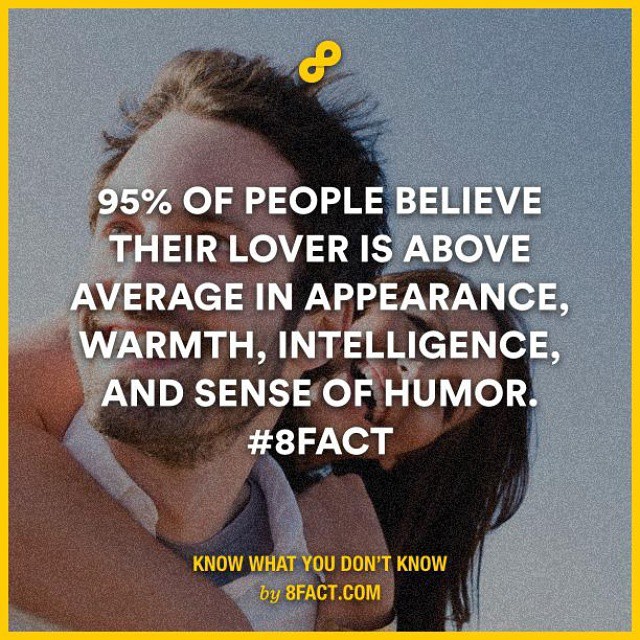 95% OF PEOPLE BELIEVE
THEIR LOVER IS ABOVE
AVERAGE IN APPEARANCE,
WARMTH, INTELLIGENCE,
AND SENSE OF HUMOR.
#8FACT
KNOW WHAT YOU DON'T KNOW
by 8FACT.COM